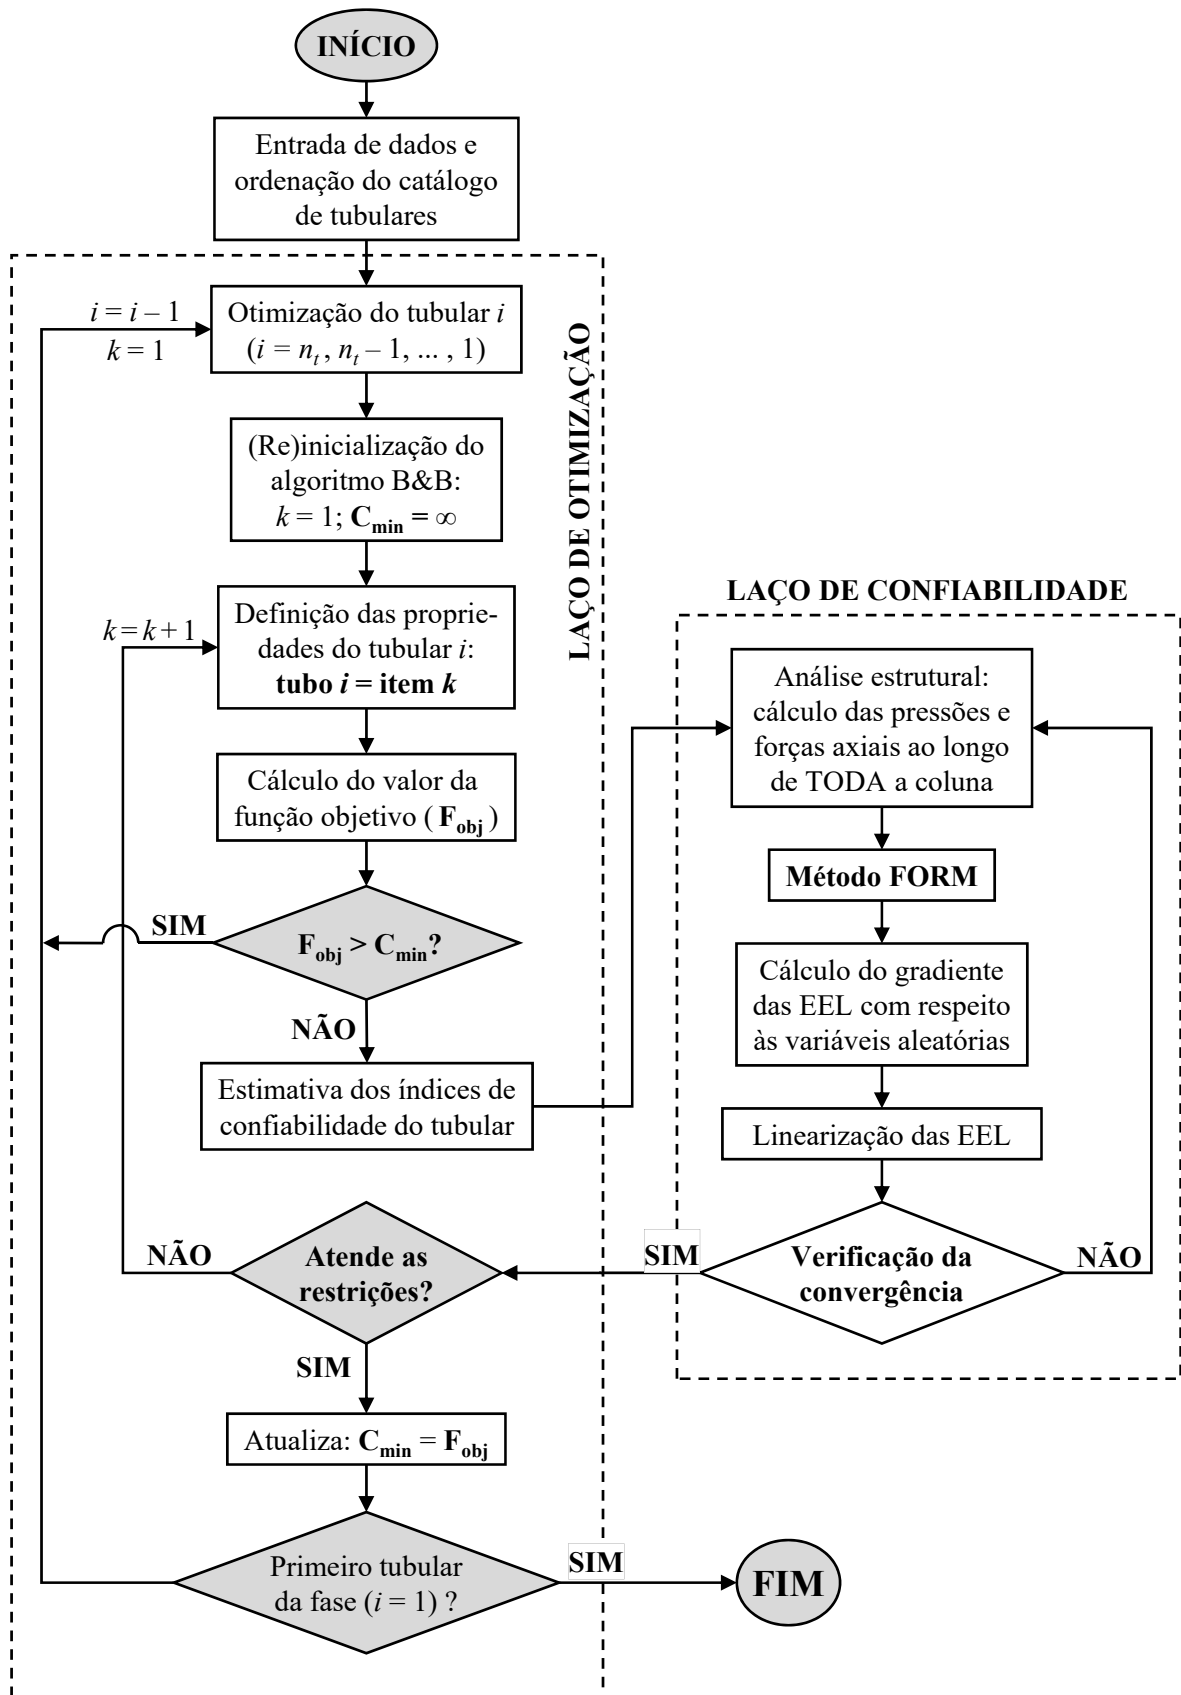 INÍCIO
Entrada de dados e
ordenação do catálogo
de tubulares
i = i – 1
k = 1
Otimização do tubular i
(i = nₜ, nₜ – 1, ... , 1)
LAÇO DE OTIMIZAÇÃO
(Re)inicialização do
algoritmo B&B:
k = 1; Cmin = ∞
k = k + 1
Definição das proprie-
dades do tubular i:
tubo i = item k
Cálculo do valor da
função objetivo ( Fobj )
SIM
Fobj > Cmin?
NÃO
Estimativa dos índices de
confiabilidade do tubular
LAÇO DE CONFIABILIDADE
Análise estrutural:
cálculo das pressões e
forças axiais ao longo
de TODA a coluna
Método FORM
Cálculo do gradiente
das EEL com respeito
às variáveis aleatórias
Linearização das EEL
Verificação da
convergência
NÃO
SIM
Atende as
restrições?
NÃO
SIM
Atualiza: Cmin = Fobj
Primeiro tubular
da fase (i = 1) ?
SIM
FIM